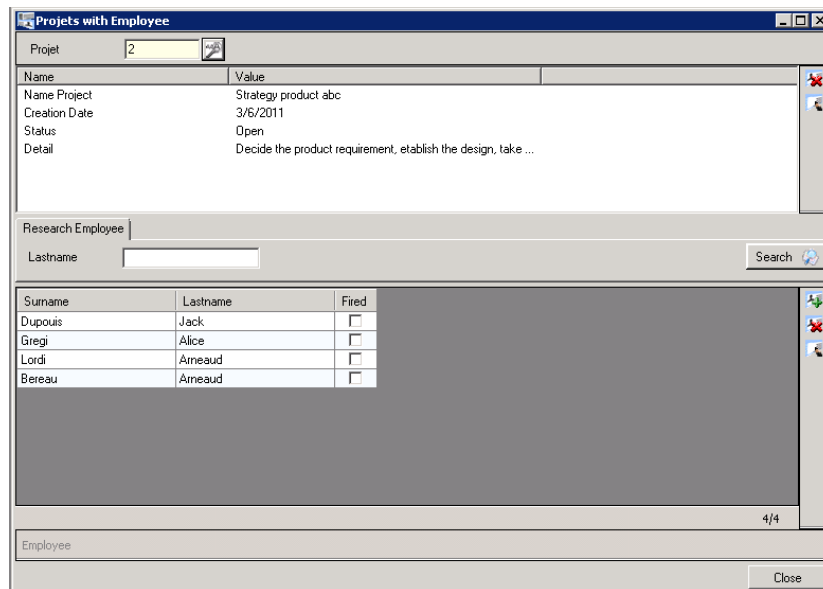 Projets with Employee
Projet 2
Name Value
Name Project Strategy product abc
Creation Date 3/6/2011
Status Open
Detail Decide the product requirement, etablish the design, take ...
Research Employee
Lastname Search
Surname Lastname Fired
Dupouis Jack
Gregi Alice
Lordi Arneaud
Bereau Arneaud
4/4
Employee
Close